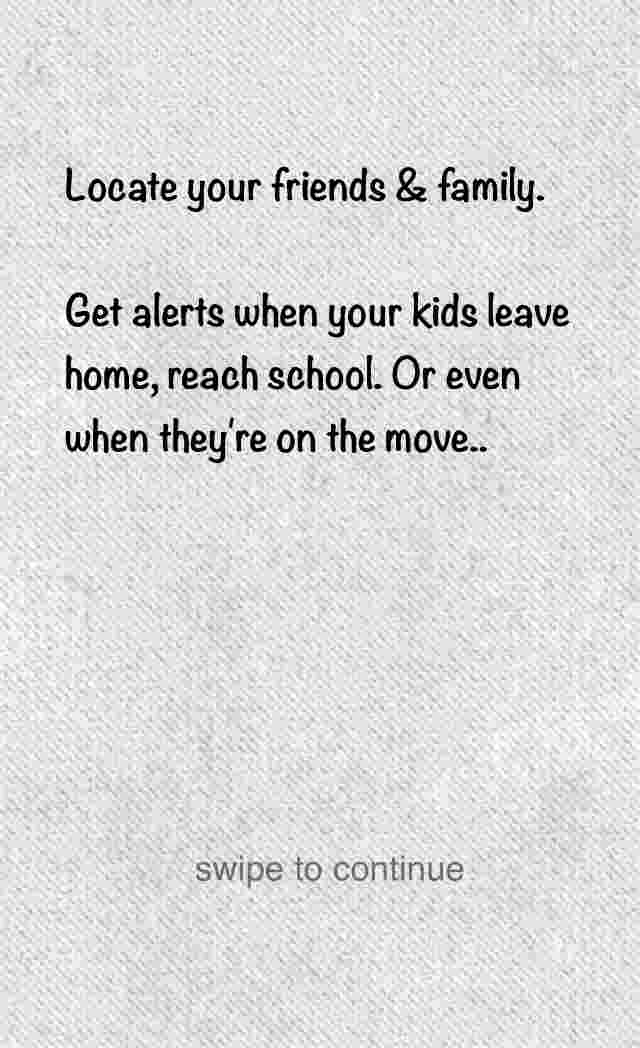 Locate your friends & family.
Get alerts when your kids leave
home, reach school. Or even
when they're on the move..
swipe to continue